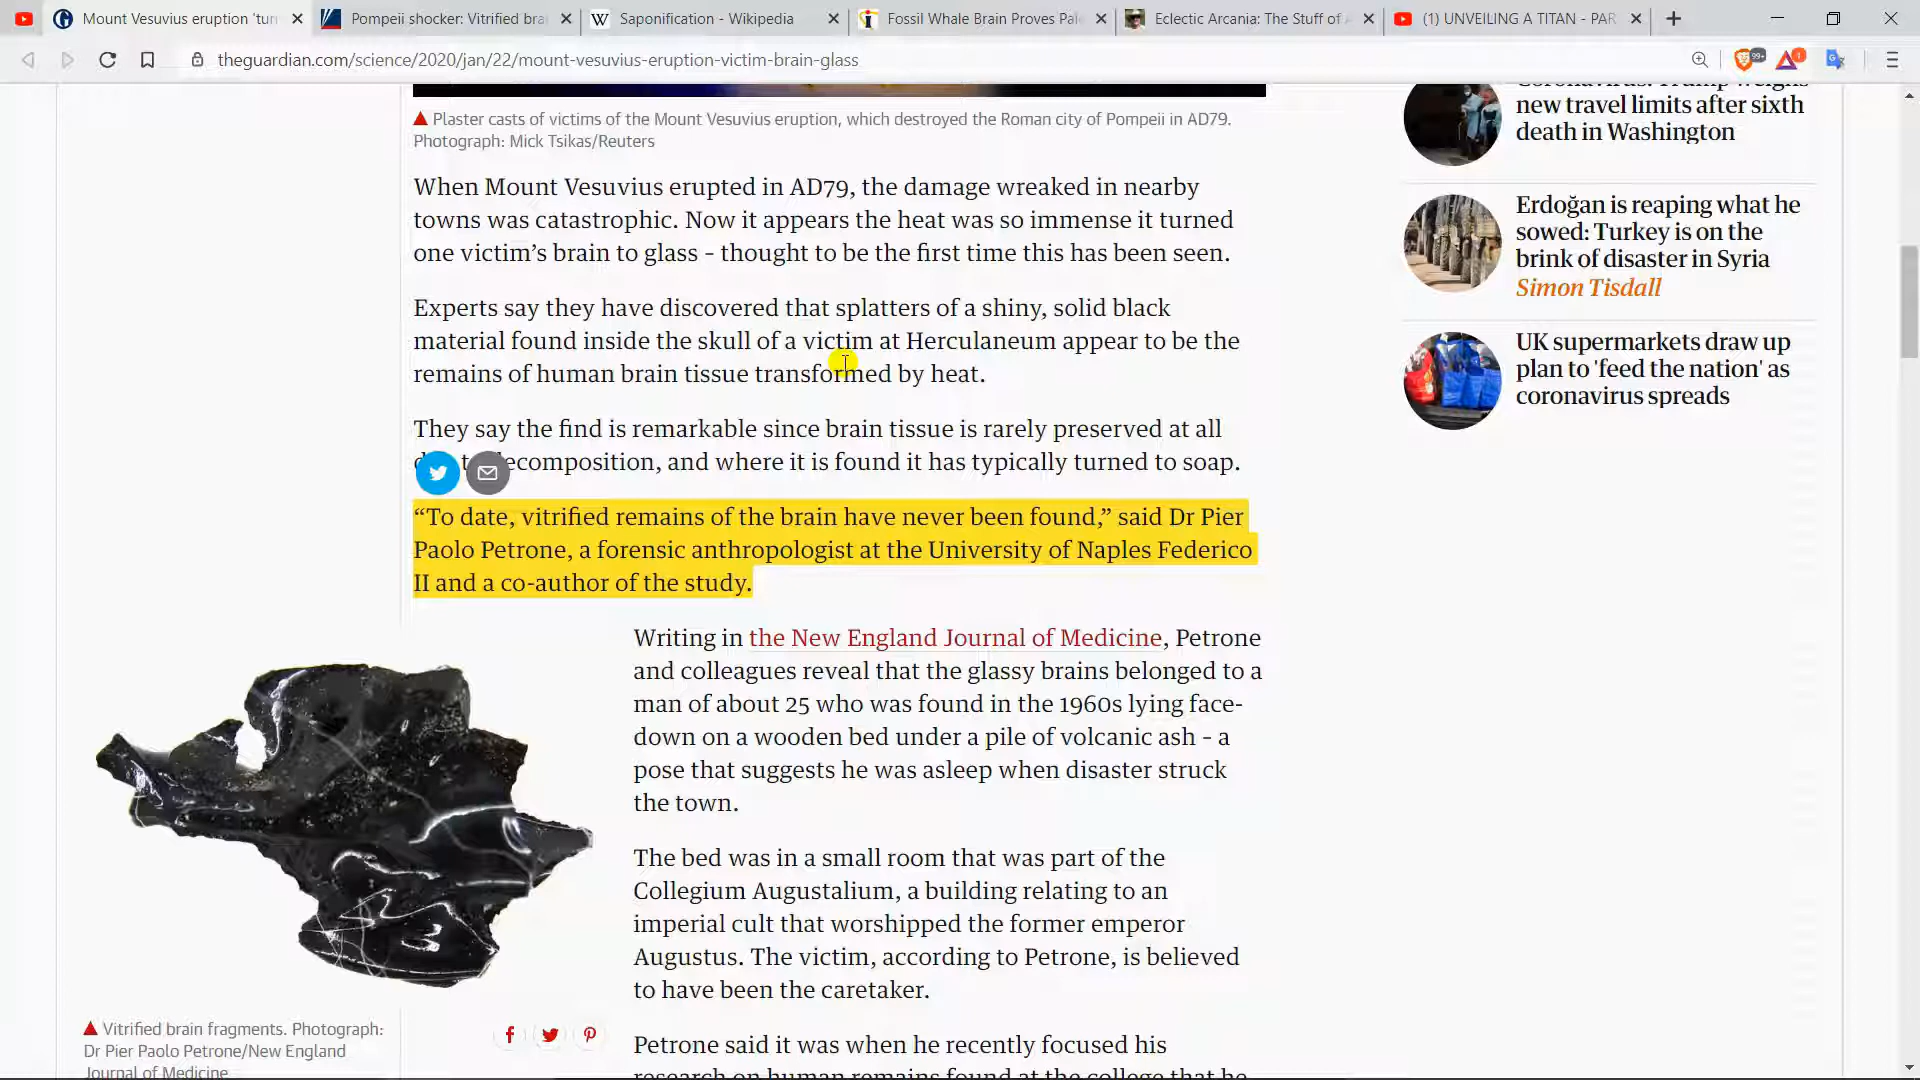 Mount Vesuvius eruption 'tur
Pompeii shocker: Vitrified bra
Saponification - Wikipedia
Fossil Whale Brain Proves Pale
Eclectic Arcania: The Stuff of A
(1) UNVEILING A TITAN - PAR
theguardian.com/science/2020/jan/22/mount-vesuvius-eruption-victim-brain-glass
99+
1
Plaster casts of victims of the Mount Vesuvius eruption, which destroyed the Roman city of Pompeii in AD79.
Photograph: Mick Tsikas/Reuters
When Mount Vesuvius erupted in AD79, the damage wreaked in nearby
towns was catastrophic. Now it appears the heat was so immense it turned
one victim's brain to glass – thought to be the first time this has been seen.
Experts say they have discovered that splatters of a shiny, solid black
material found inside the skull of a victim at Herculaneum appear to be the
remains of human brain tissue transformed by heat.
They say the find is remarkable since brain tissue is rarely preserved at all
ecomposition, and where it is found it has typically turned to soap.
“To date, vitrified remains of the brain have never been found,” said Dr Pier
Paolo Petrone, a forensic anthropologist at the University of Naples Federico
II and a co-author of the study.
Writing in the New England Journal of Medicine, Petrone
and colleagues reveal that the glassy brains belonged to a
man of about 25 who was found in the 1960s lying face-
down on a wooden bed under a pile of volcanic ash – a
pose that suggests he was asleep when disaster struck
the town.
The bed was in a small room that was part of the
Collegium Augustalium, a building relating to an
imperial cult that worshipped the former emperor
Augustus. The victim, according to Petrone, is believed
to have been the caretaker.
Petrone said it was when he recently focused his
research on human remains found at the college that he
Vitrified brain fragments. Photograph:
Dr Pier Paolo Petrone/New England
Journal of Medicine
Coronavirus: Trump weighs
new travel limits after sixth
death in Washington
Erdoğan is reaping what he
sowed: Turkey is on the
brink of disaster in Syria
Simon Tisdall
UK supermarkets draw up
plan to 'feed the nation' as
coronavirus spreads